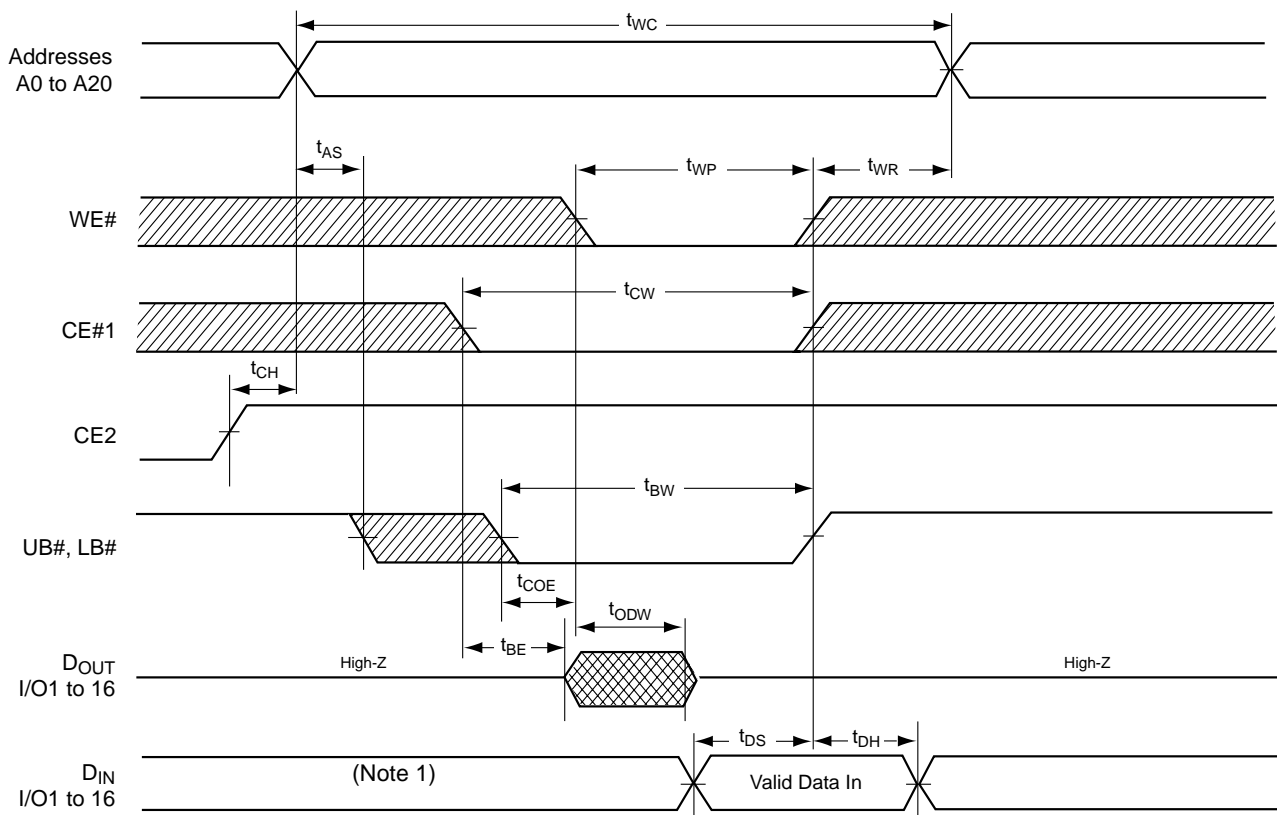 tWC
Addresses
A0 to A20
tAS
tWP
tWR
WE#
tCW
CE#1
tCH
CE2
tBW
UB#, LB#
tCOE
tODW
tBE
DOUT
I/O1 to 16
High-Z
High-Z
tDS
tDH
DIN
I/O1 to 16
(Note 1)
Valid Data In